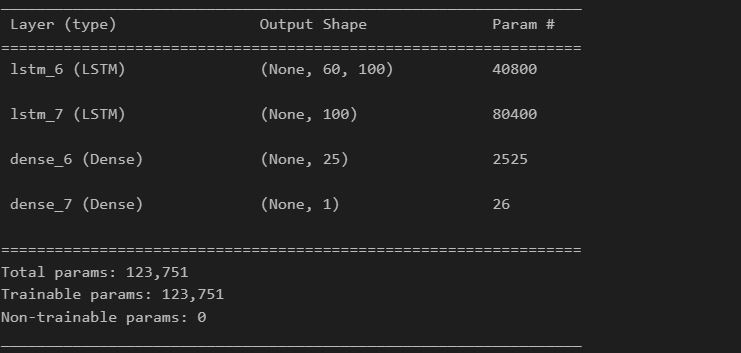 Layer (type) Output Shape Param #
=================================================================
lstm_6 (LSTM) (None, 60, 100) 40800
lstm_7 (LSTM) (None, 100) 80400
dense_6 (Dense) (None, 25) 2525
dense_7 (Dense) (None, 1) 26
=================================================================
Total params: 123,751
Trainable params: 123,751
Non-trainable params: 0